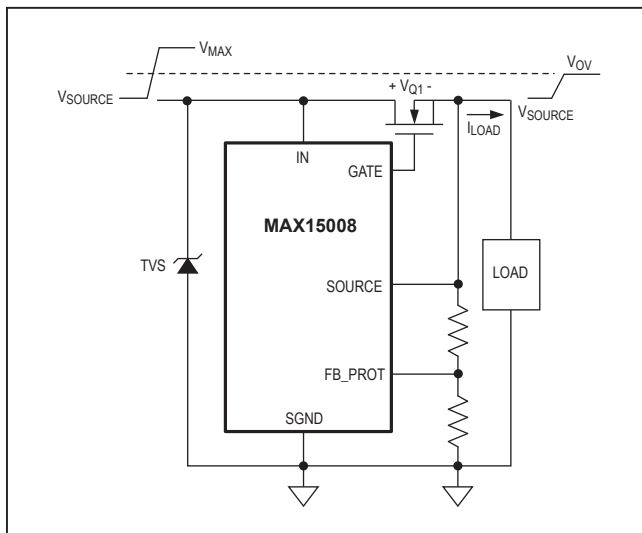 VMAX
VOV
VSOURCE
+ VQ1 -
VSOURCE
ILOAD
IN
GATE
MAX15008
TVS
SOURCE
LOAD
FB_PROT
SGND